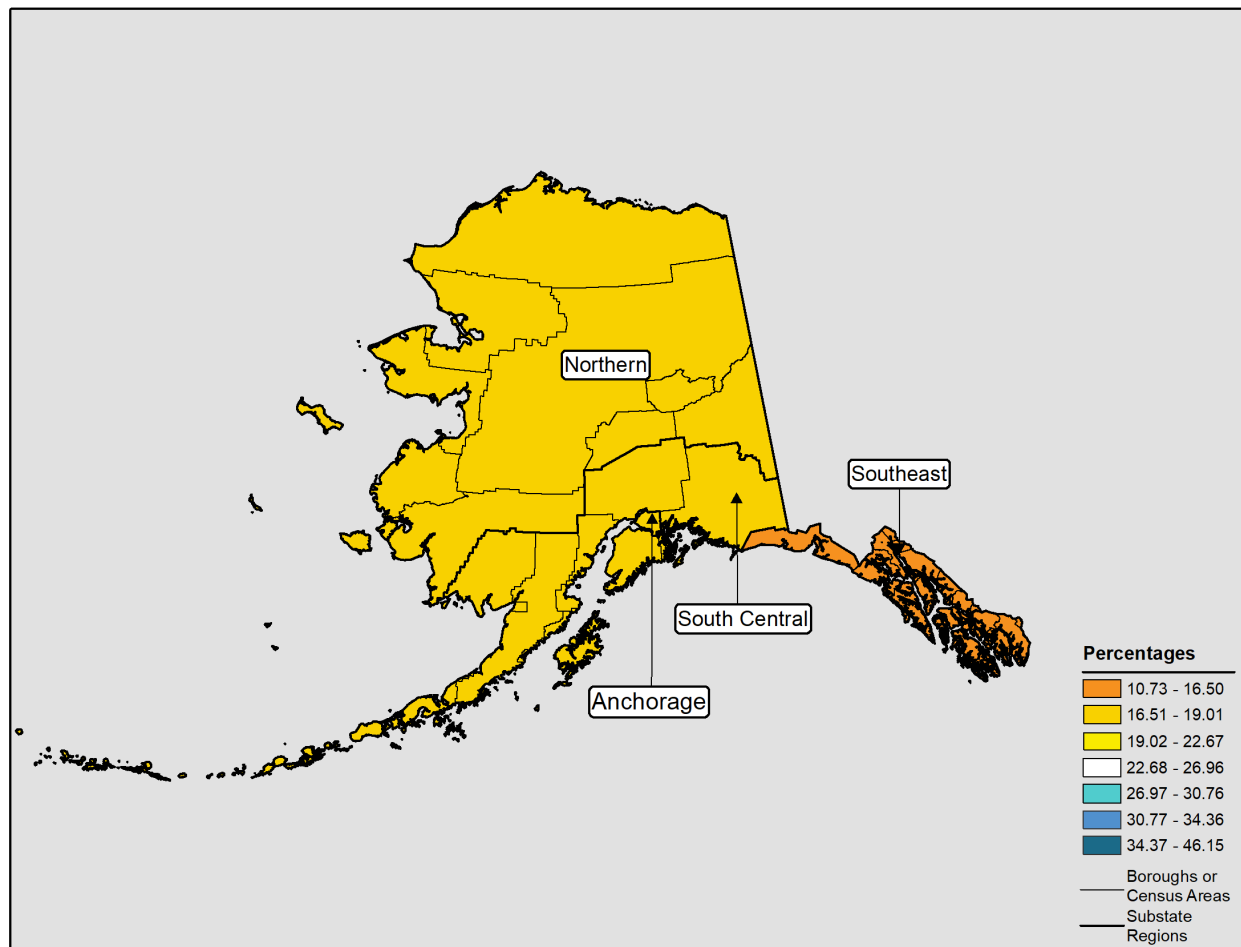 Northern
Southeast
South Central
Anchorage
Percentages
10.73 - 16.50
16.51 - 19.01
19.02 - 22.67
22.68 - 26.96
26.97 - 30.76
30.77 - 34.36
34.37 - 46.15
Boroughs or
Census Areas
Substate
Regions